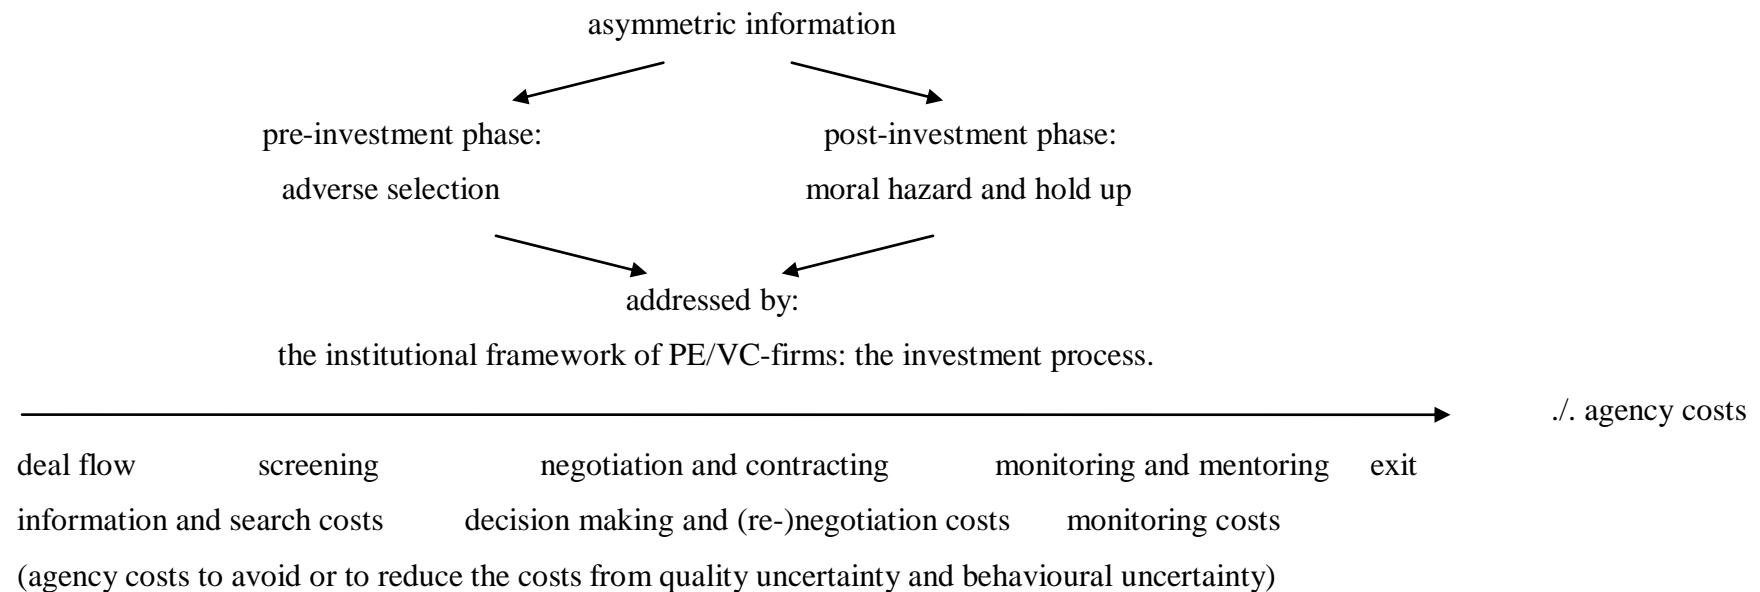 asymmetric information
pre-investment phase: post-investment phase:
adverse selection moral hazard and hold up
addressed by:
the institutional framework of PE/VC-firms: the investment process.
./. agency costs
deal flow screening negotiation and contracting monitoring and mentoring exit
information and search costs decision making and (re-)negotiation costs monitoring costs
(agency costs to avoid or to reduce the costs from quality uncertainty and behavioural uncertainty)